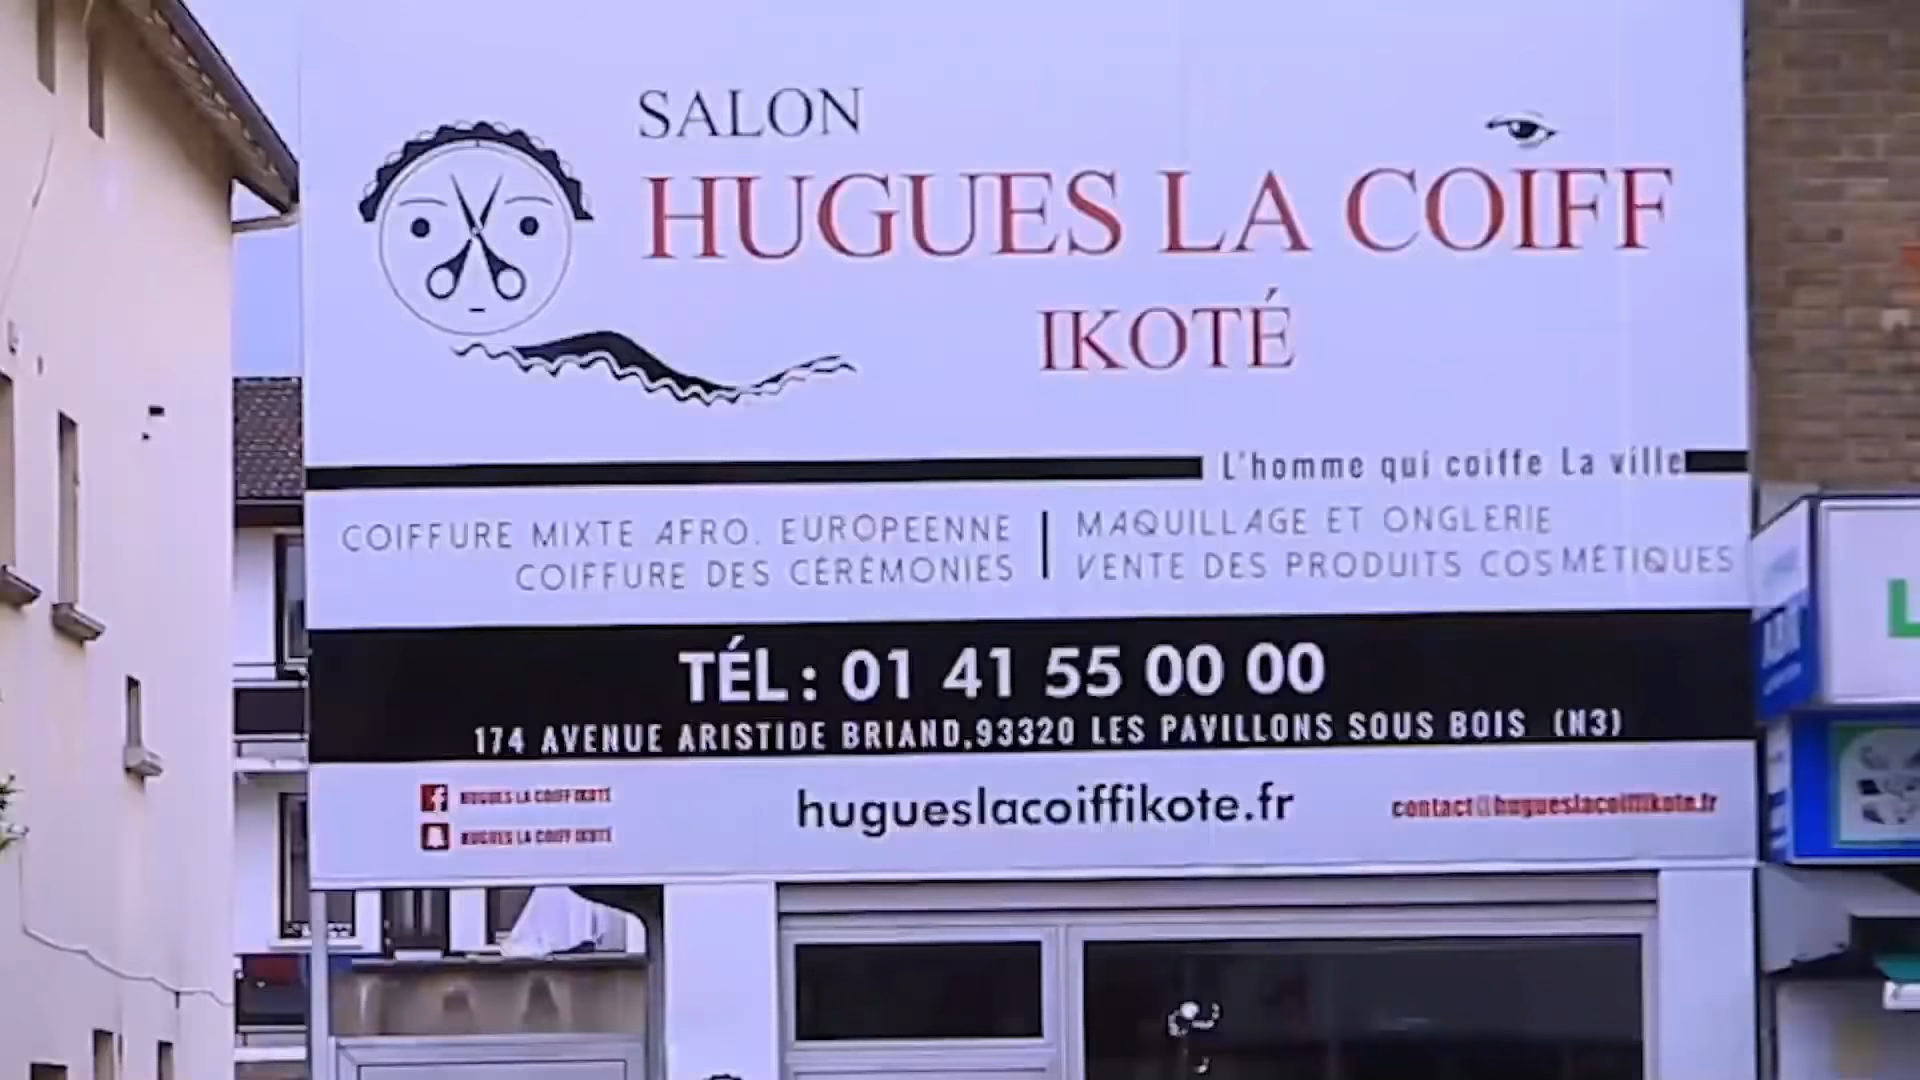 SALON
HUGUES LA COIFF
IKOTÉ
L'homme qui coiffe La ville
COIFFURE MIXTE AFRO. EUROPEENNE
COIFFURE DES CÉRÉMONIES
MAQUILLAGE ET ONGLERIE
VENTE DES PRODUITS COSMÉTIQUES
TÉL : 01 41 55 00 00
174 AVENUE ARISTIDE BRIAND.93320 LES PAVILLONS SOUS BOIS (N3)
HUGUES LA COIFF IKOTÉ
HUGUES LA COIFF IKOTÉ
hugueslacoiffikote.fr
contact@hugueslacoiffikote.fr
L